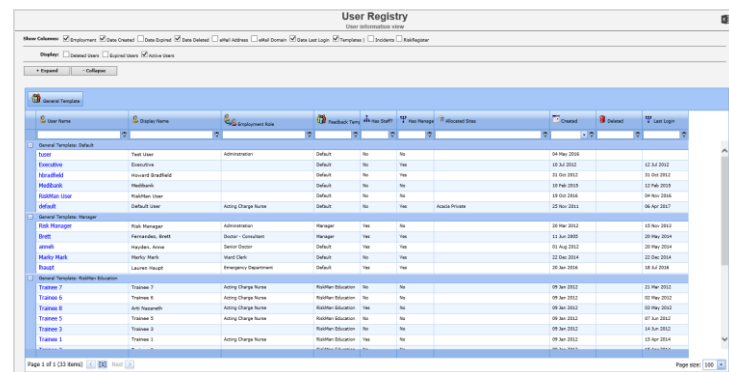 User Registry
User information view
Show Columns: Employment Date Created Date Expired Date Deleted eMail Address eMail Domain Date Last Login Templates | Incidents RiskRegister
Display: Deleted Users Expired Users Active Users
+ Expand - Collapse
General Template
User Name Display Name Employment Role Feedback Temp Has Staff? Has Manage Allocated Sites Created Deleted Last Login
General Template: Default
tuser Test User Administration Default No No 04 May 2016
Executive Executive Default No Yes 10 Jul 2012 12 Jul 2012
hbradfield Howard Bradfield Default No Yes 31 Oct 2012 31 Oct 2012
Medibank Medibank Default No No 10 Feb 2015 12 Feb 2015
RiskMan User RiskMan User Default No No 19 Oct 2016 04 Nov 2016
default Default User Acting Charge Nurse Default No Yes Acacia Private 25 Nov 2011 06 Apr 2017
General Template: Manager
Risk Manager Risk Manager Administration Manager Yes No 20 Mar 2012 15 Nov 2013
Brett Fernandez, Brett Doctor - Consultant Manager Yes Yes 11 Jun 2005 20 May 2014
anneh Hayden, Anne Senior Doctor Default Yes Yes 01 Aug 2012 28 May 2014
Marky Mark Marky Mark Ward Clerk Default No Yes 22 Dec 2014 22 Dec 2014
lhaupt Lauren Haupt Emergency Department Default Yes Yes 20 Jan 2016 18 Jul 2016
General Template: RiskMan Education
Trainee 7 Trainee 7 Acting Charge Nurse RiskMan Education No No 09 Jan 2012 21 Mar 2012
Trainee 6 Trainee 6 Acting Charge Nurse RiskMan Education No No 09 Jan 2012 02 May 2012
Trainee 8 Arti Nazareth Acting Charge Nurse RiskMan Education Yes No 09 Jan 2012 03 May 2012
Trainee 5 Trainee 5 Acting Charge Nurse RiskMan Education No No 09 Jan 2012 07 Jun 2012
Trainee 3 Trainee 3 Acting Charge Nurse RiskMan Education No No 09 Jan 2012 14 Jun 2012
Trainee 1 Trainee 1 Acting Charge Nurse RiskMan Education Yes No 09 Jan 2012 15 Apr 2014
Page 1 of 1 (33 items) [1] Next Page size: 100